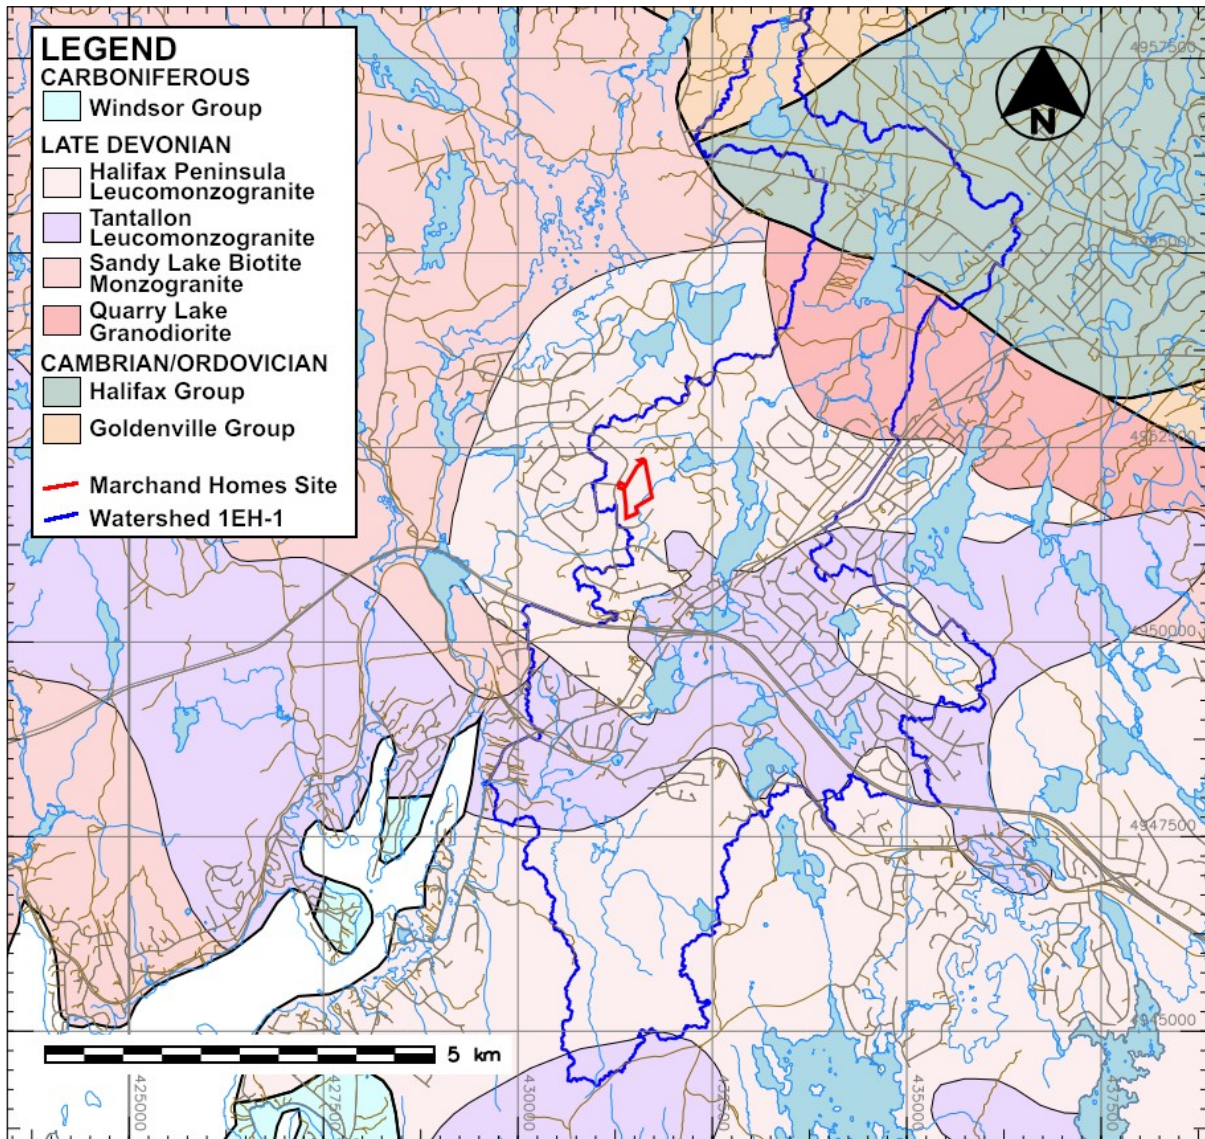 LEGEND
CARBONIFEROUS
Windsor Group
LATE DEVONIAN
Halifax Peninsula
Leucomonzogranite
Tantallon
Leucomonzogranite
Sandy Lake Biotite
Monzogranite
Quarry Lake
Granodiorite
CAMBRIAN/ORDOVICIAN
Halifax Group
Goldenville Group
Marchand Homes Site
Watershed 1EH-1
N
4957500
4955000
4952500
4950000
4947500
4945000
5 km
425000
427500
430000
432500
435000
437500